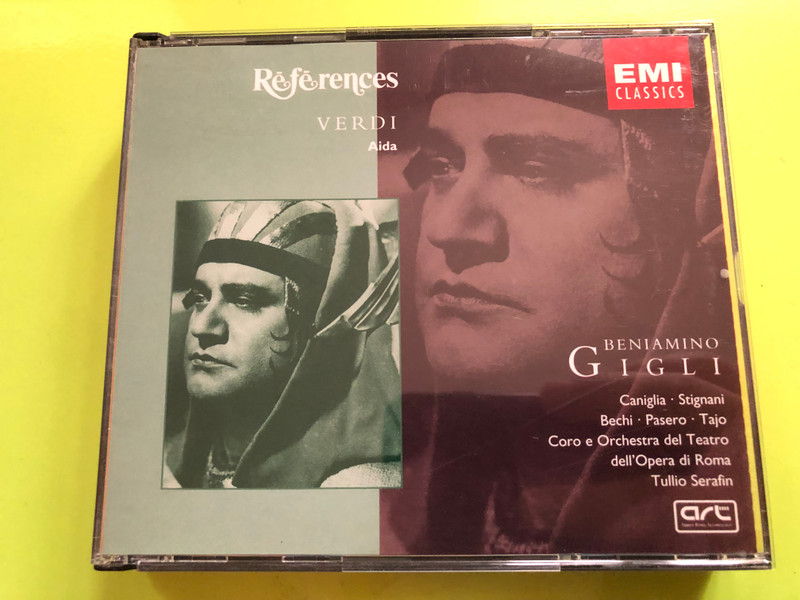 Références
VERDI
Aida
EMI
CLASSICS
BENIAMINO
GIGLI
Caniglia · Stignani
Bechi · Pasero · Tajo
Coro e Orchestra del Teatro
dell'Opera di Roma
Tullio Serafin
art